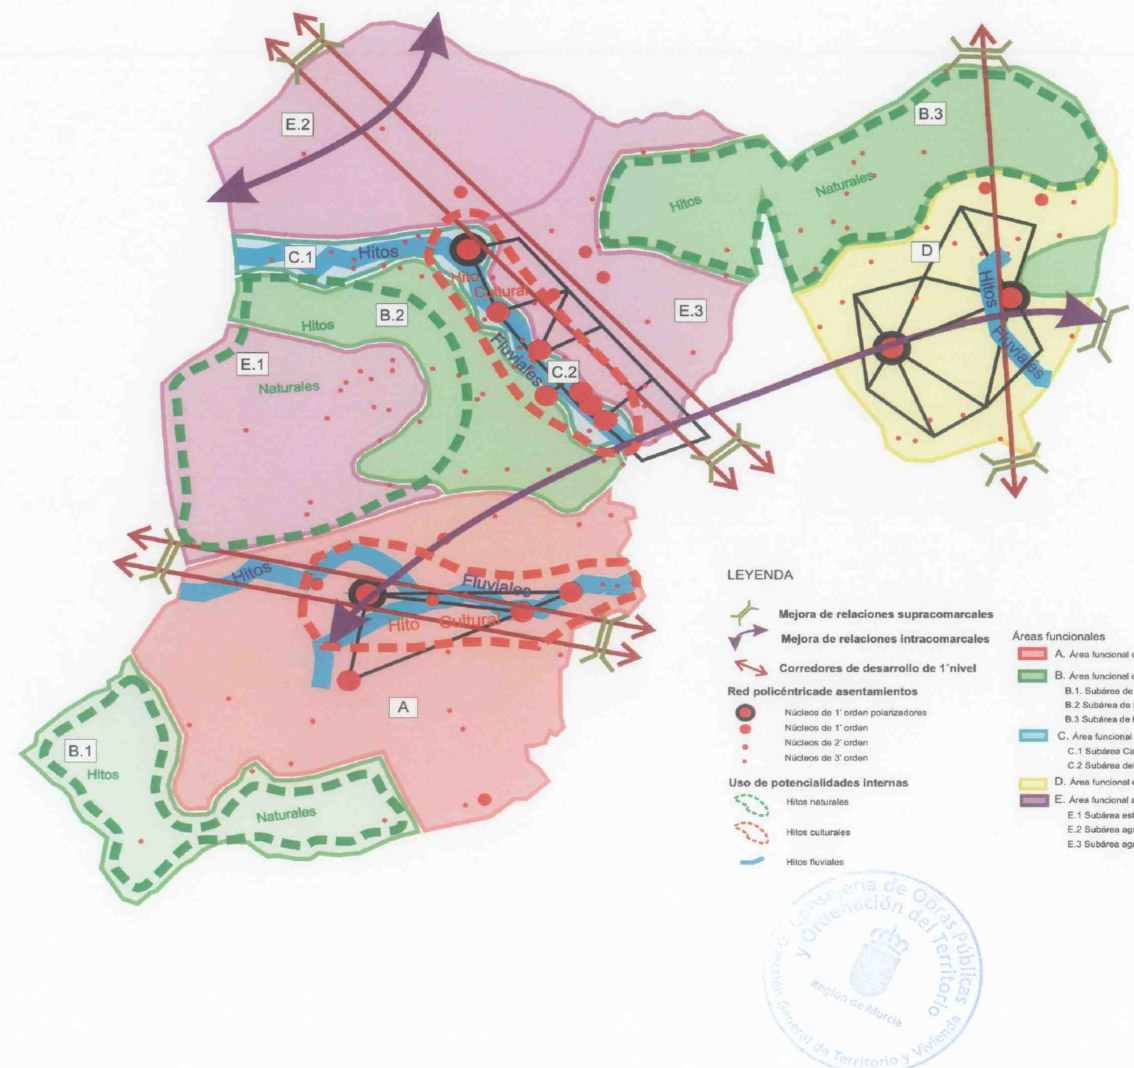 E.2
B.3
Hitos
Naturales
C.1
Hitos
D
Hito
Cultural
Hitos
Fluviales
B.2
Hitos
E.3
Fluviales
C.2
E.1
Naturales
Hitos
Fluviales
Hito Cultural
A
B.1
Hitos
Naturales
LEYENDA
Mejora de relaciones supracomarcales
Mejora de relaciones intracomarcales
Corredores de desarrollo de 1´nivel
Red policéntricade asentamientos
Núcleos de 1' orden polarizadores
Núcleos de 1' orden
Núcleos de 2' orden
Núcleos de 3' orden
Uso de potencialidades internas
Hitos naturales
Hitos culturales
Hitos fluviales
Áreas funcionales
A. Área funcional
B. Área funcional
B.1. Subárea de
B.2 Subárea de
B.3 Subárea de
C. Área funcional
C.1 Subárea
C.2 Subárea
D. Área funcional
E. Área funcional
E.1 Subárea
E.2 Subárea
E.3 Subárea
Consejería de Obras Públicas
y Ordenación del Territorio
Región de Murcia
Dirección General de Territorio y Vivienda